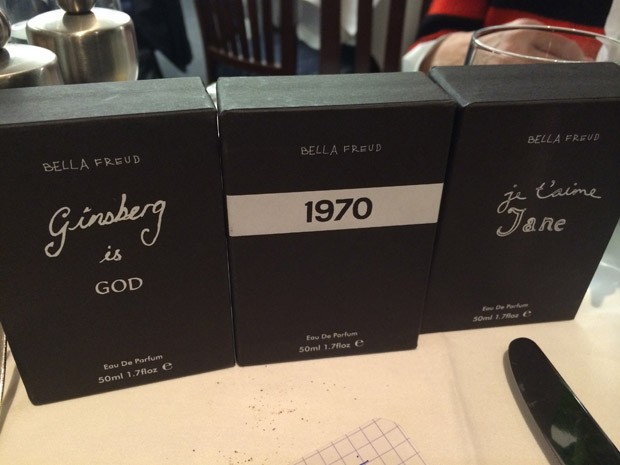 BELLA FREUD
Ginsberg
is
GOD
Eau De Parfum
50ml 1.7floz ℮
BELLA FREUD
1970
Eau De Parfum
50ml 1.7floz ℮
BELLA FREUD
je t'aime
Jane
Eau De Parfum
50ml 1.7floz ℮